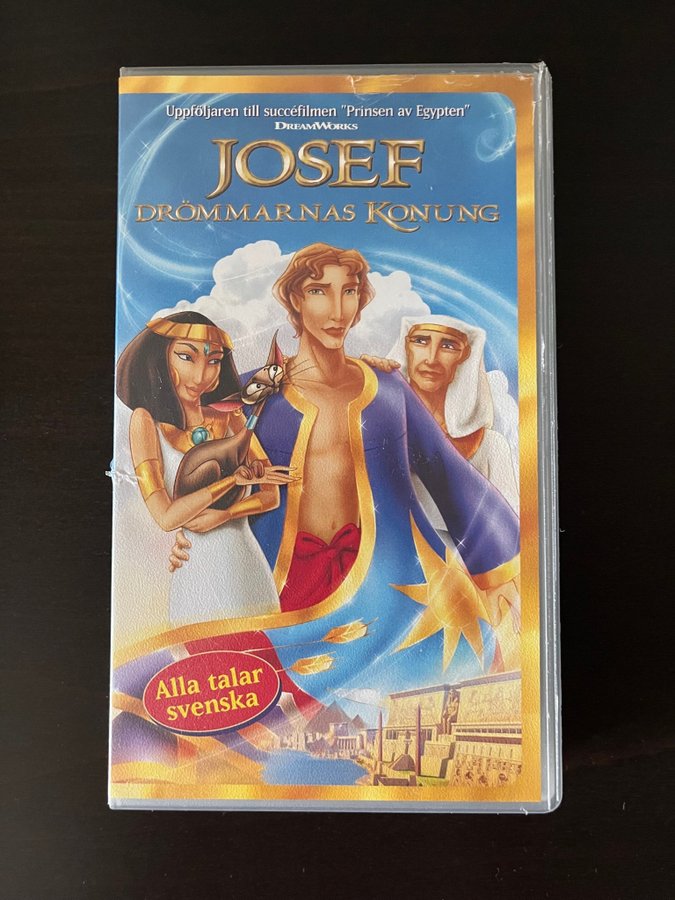 Uppföljaren till succéfilmen "Prinsen av Egypten"
DREAMWORKS
JOSEF
DRÖMMARNAS KONUNG
Alla talar
svenska